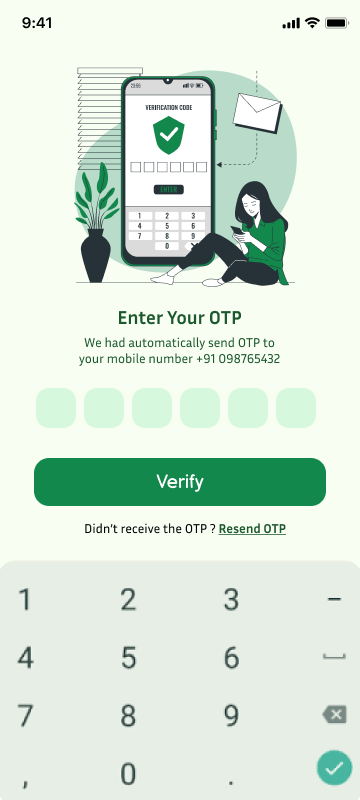 9:41
23:59
VERIFICATION CODE
ENTER
1 2 3
4 5 6
7 8 9
0
Enter Your OTP
We had automatically send OTP to
your mobile number +91 098765432
Verify
Didn't receive the OTP ? Resend OTP
1 2 3 –
4 5 6
7 8 9
, 0 .